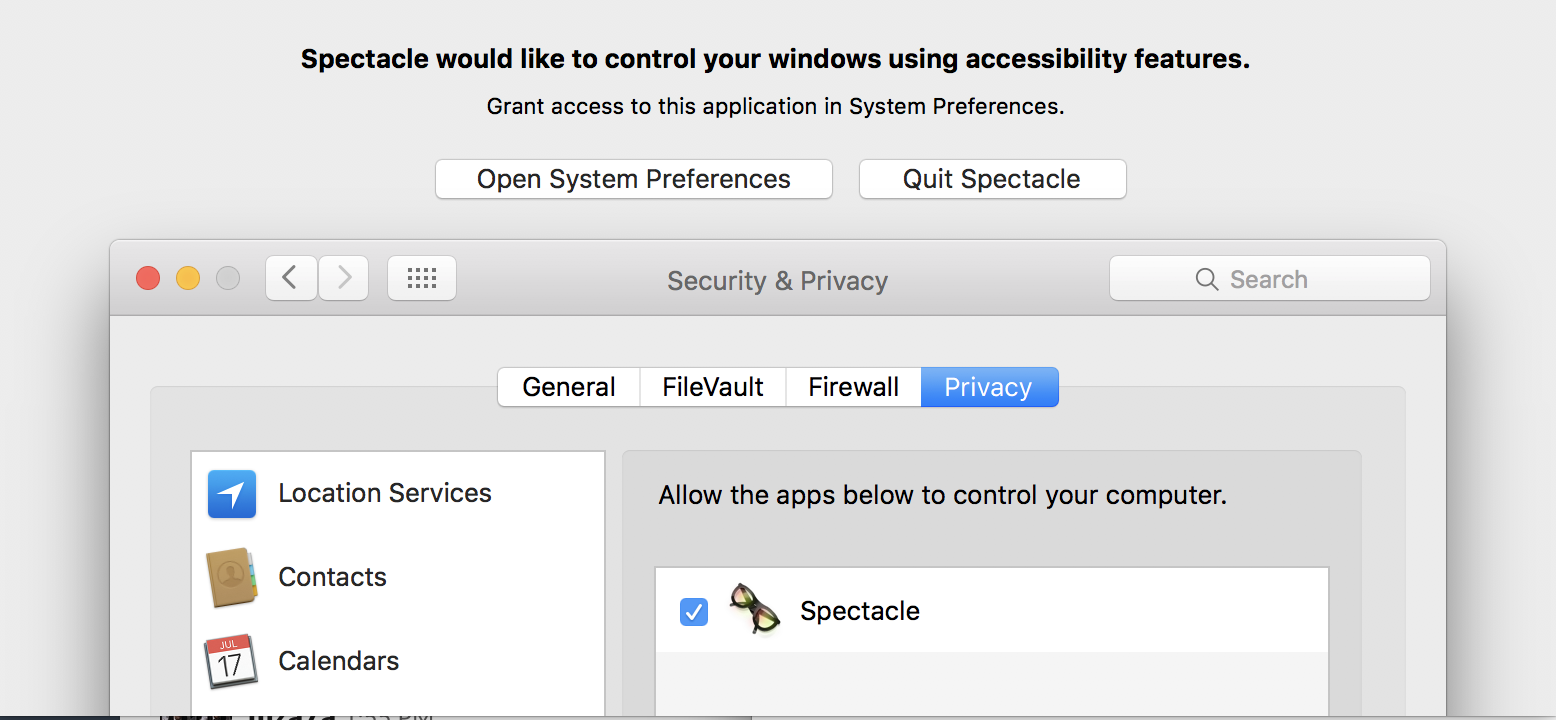 Spectacle would like to control your windows using accessibility features.
Grant access to this application in System Preferences.
Open System Preferences
Quit Spectacle
Security & Privacy
Search
General
FileVault
Firewall
Privacy
Location Services
Contacts
JUL
17
Calendars
Allow the apps below to control your computer.
Spectacle
PM